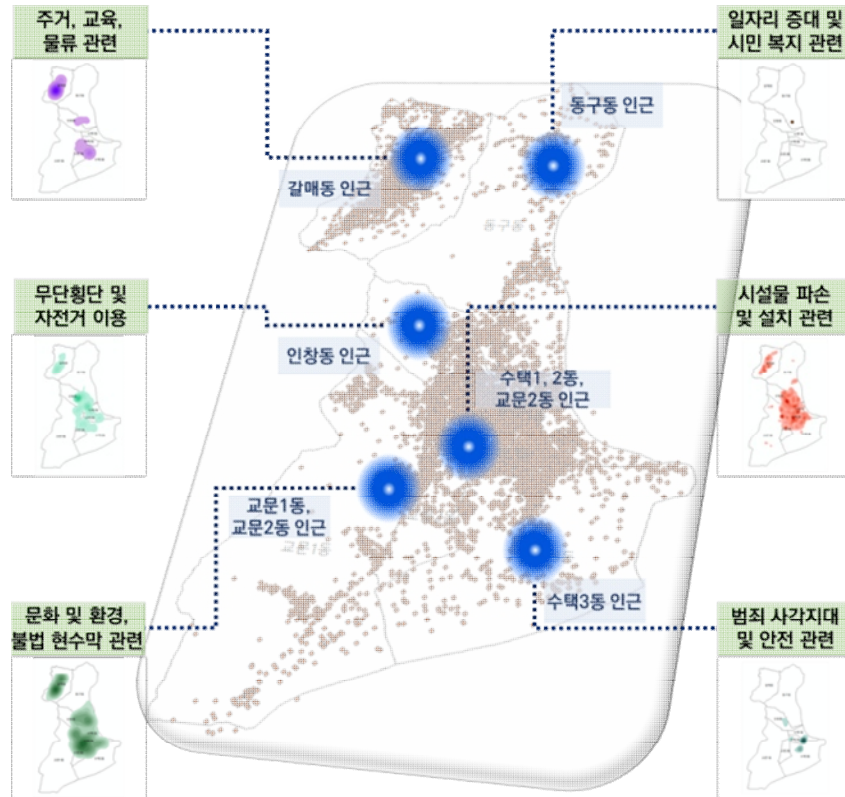 주거, 교육,
물류 관련
일자리 증대 및
시민 복지 관련
동구동 인근
갈매동 인근
동구동
무단횡단 및
자전거 이용
시설물 파손
및 설치 관련
인창동 인근
수택1, 2동,
교문2동 인근
교문1동,
교문2동 인근
교문1동
수택3동 인근
문화 및 환경,
불법 현수막 관련
범죄 사각지대
및 안전 관련